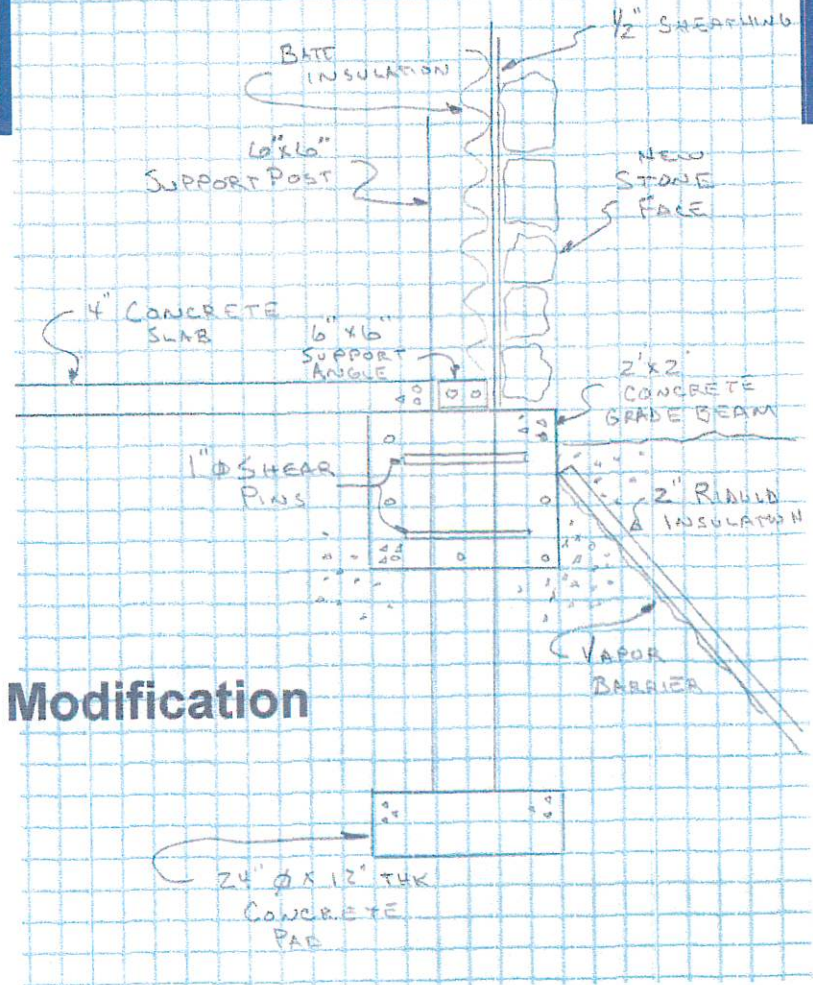 1/2" SHEATHING
BATT
INSULATION
6"x6"
SUPPORT POST
NEW
STONE
FACE
4" CONCRETE
SLAB
6"x6"
SUPPORT
ANGLE
2'x2'
CONCRETE
GRADE BEAM
1"Φ SHEAR
PINS
2" RIGID
INSULATION
VAPOR
BARRIER
Modification
24" Φ x 12" THK
CONCRETE
PAD